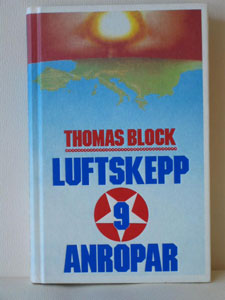 THOMAS BLOCK
LUFTSKEPP
9
ANROPAR